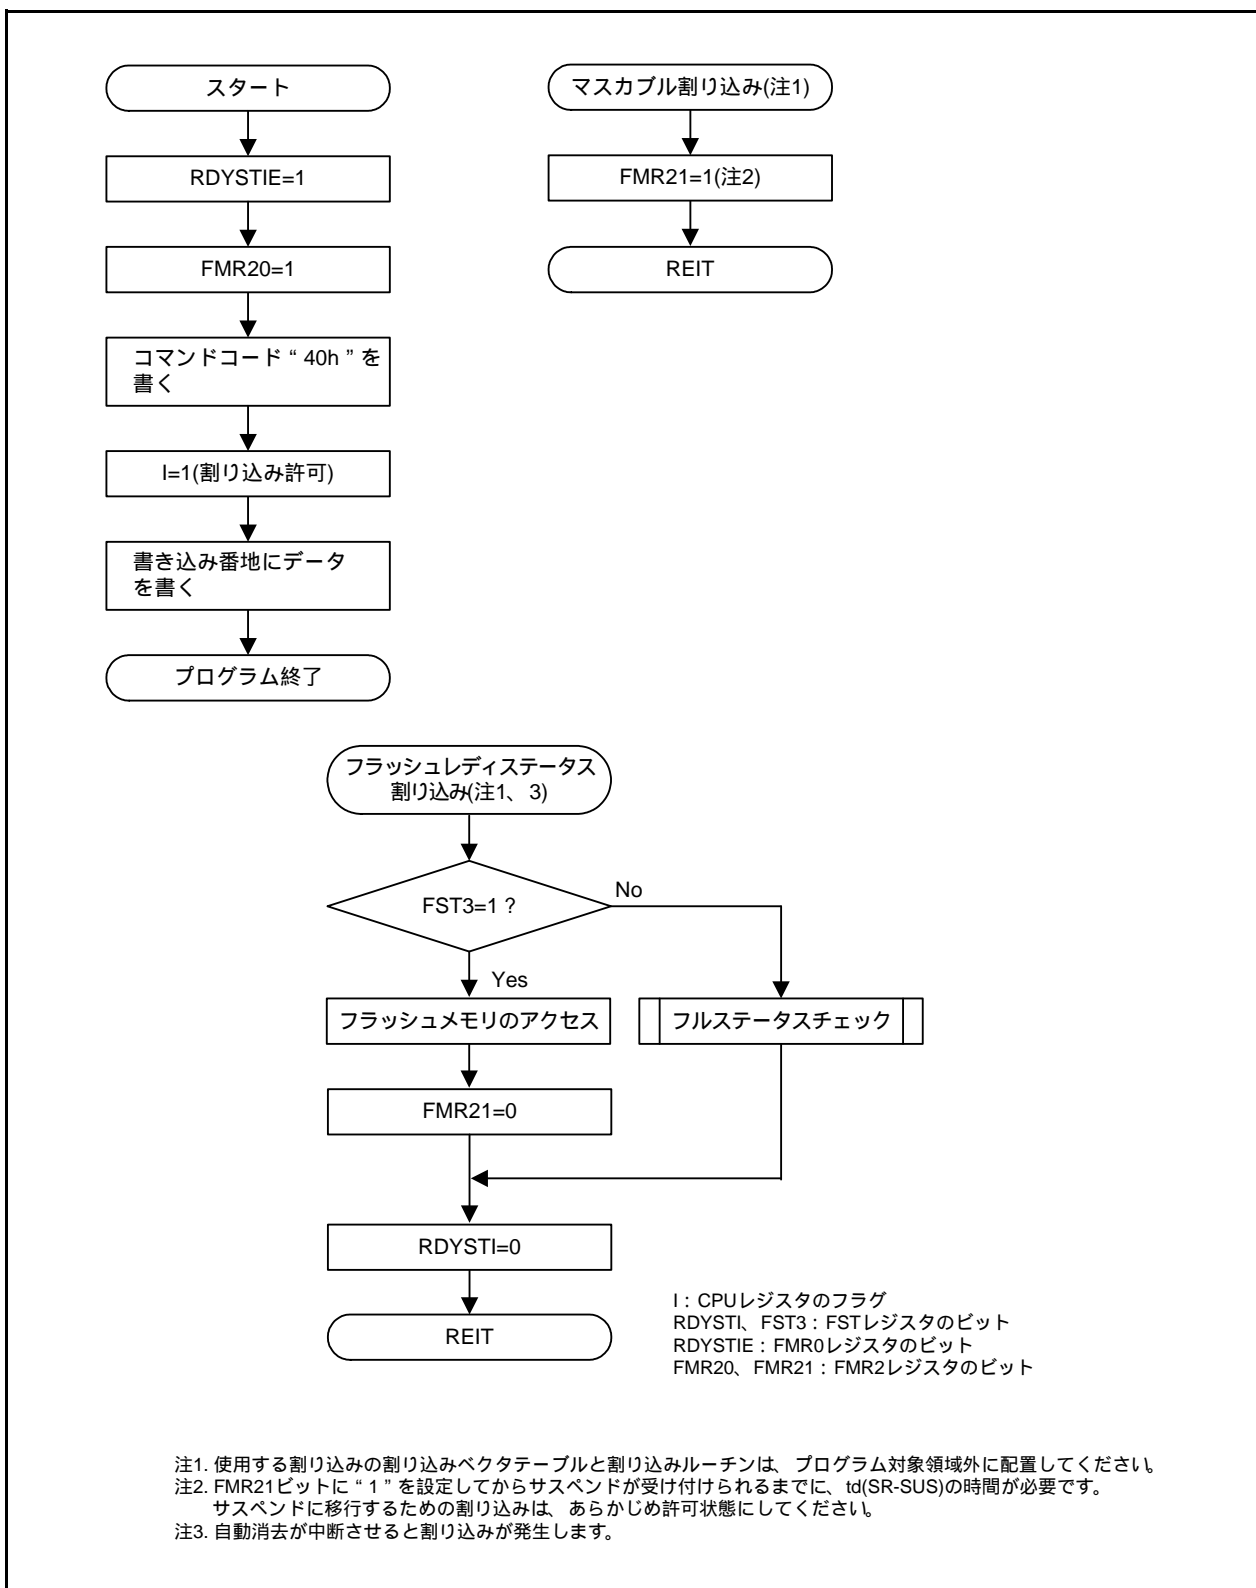 スタート
RDYSTIE=1
FMR20=1
コマンドコード “ 40h ” を
書く
I=1(割り込み許可)
書き込み番地にデータ
を書く
プログラム終了
マスカブル割り込み(注1)
FMR21=1(注2)
REIT
フラッシュレディステータス
割り込み(注1、3)
FST3=1 ?
No
Yes
フラッシュメモリのアクセス
フルステータスチェック
FMR21=0
RDYSTI=0
REIT
I : CPUレジスタのフラグ
RDYSTI、FST3 : FSTレジスタのビット
RDYSTIE : FMR0レジスタのビット
FMR20、FMR21 : FMR2レジスタのビット
注1. 使用する割り込みの割り込みベクタテーブルと割り込みルーチンは、プログラム対象領域外に配置してください。
注2. FMR21ビットに “ 1 ” を設定してからサスペンドが受け付けられるまでに、td(SR-SUS)の時間が必要です。
サスペンドに移行するための割り込みは、あらかじめ許可状態にしてください。
注3. 自動消去が中断させると割り込みが発生します。